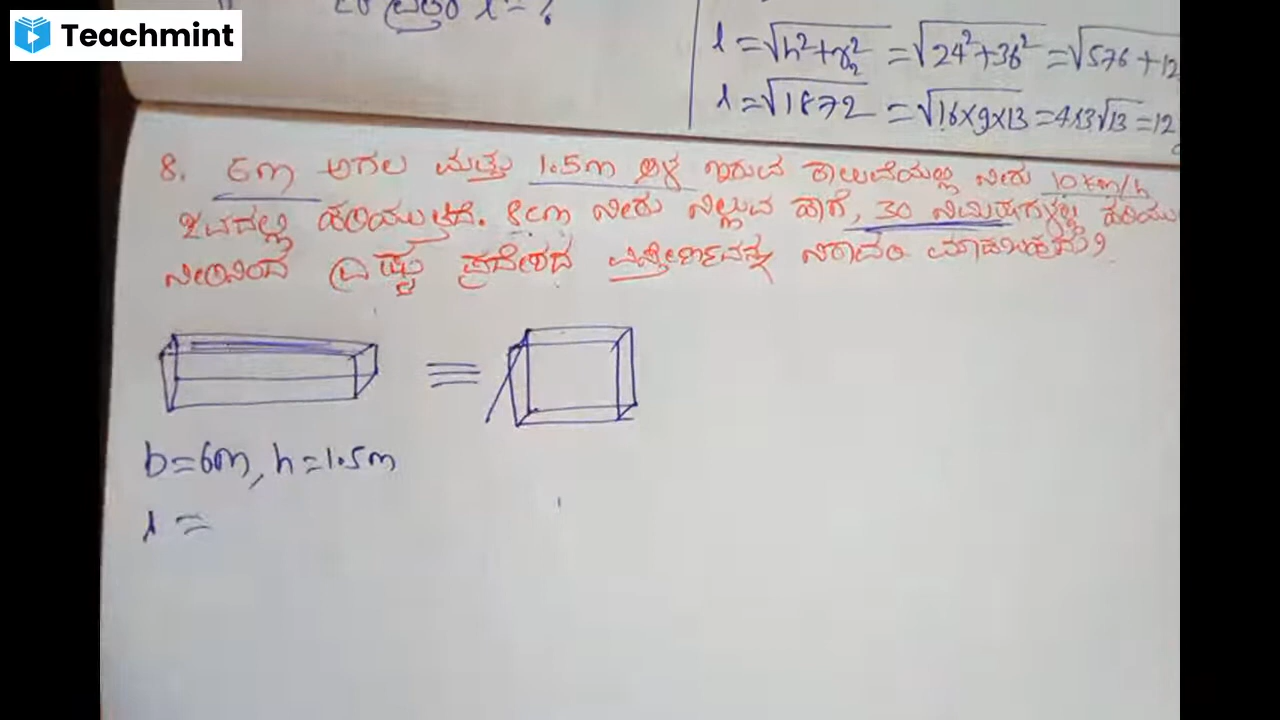 Teachmint
l = ?
l = √h²+r₂² = √24²+36² = √576 + 12
l = √1872 = √16×9×13 = 4×3√13 = 12
8. 6m ಅಗಲ ಮತ್ತು 1.5m ಆಳ ಇರುವ ಕಾಲುವೆಯಲ್ಲಿ ನೀರು 10 km/h
ಜವದಲ್ಲಿ ಹರಿಯುತ್ತಿದೆ. 8cm ನೀರು ನಿಲ್ಲುವ ಹಾಗೆ, 30 ನಿಮಿಷಗಳಲ್ಲಿ ಹರಿಯು
ನೀರಿನಿಂದ ಎಷ್ಟು ಪ್ರದೇಶದ ವಿಸ್ತೀರ್ಣವನ್ನು ನೀರಾವರಿ ಮಾಡಬಹುದು?
=
b=6m, h=1.5m
l =